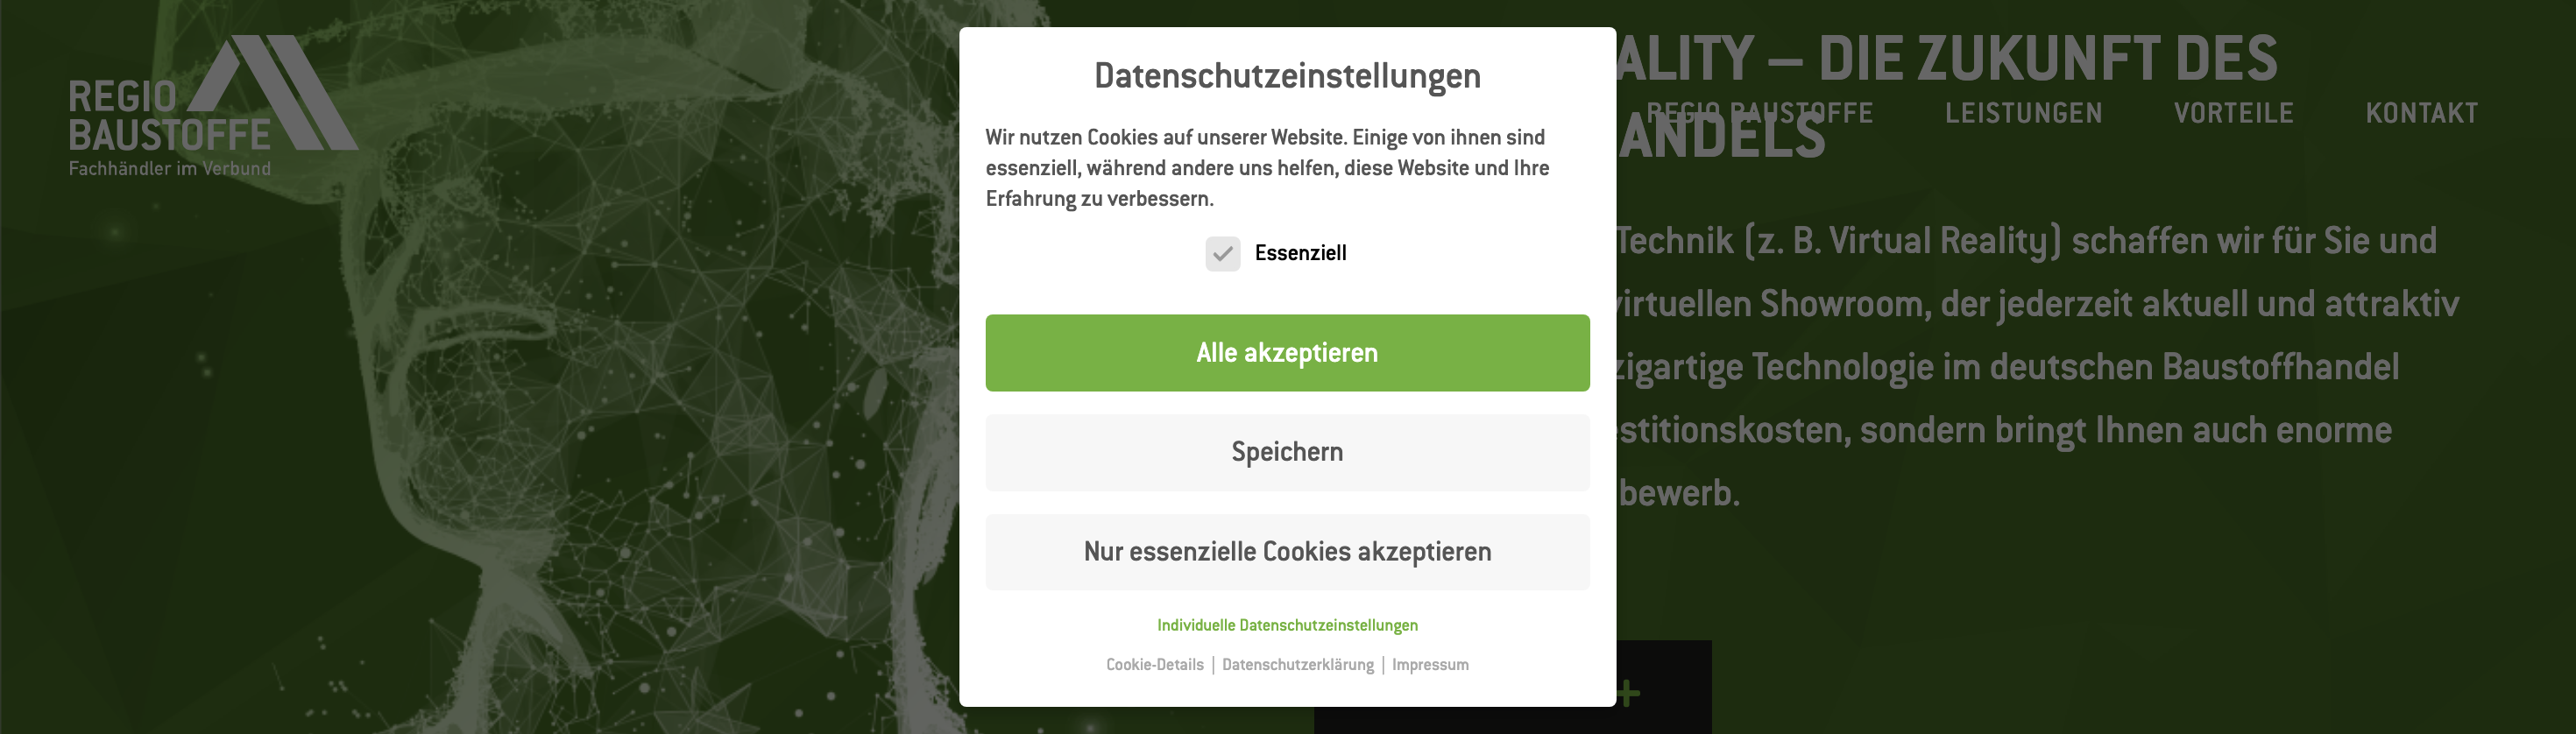 REGIO
BAUSTOFFE
Fachhändler im Verbund
ALITY – DIE ZUKUNFT DES
ANDELS
REGIO BAUSTOFFE
LEISTUNGEN
VORTEILE
KONTAKT
Technik (z. B. Virtual Reality) schaffen wir für Sie und
virtuellen Showroom, der jederzeit aktuell und attraktiv
zigartige Technologie im deutschen Baustoffhandel
estitionskosten, sondern bringt Ihnen auch enorme
bewerb.
+
Datenschutzeinstellungen
Wir nutzen Cookies auf unserer Website. Einige von ihnen sind
essenziell, während andere uns helfen, diese Website und Ihre
Erfahrung zu verbessern.
Essenziell
Alle akzeptieren
Speichern
Nur essenzielle Cookies akzeptieren
Individuelle Datenschutzeinstellungen
Cookie-Details | Datenschutzerklärung | Impressum